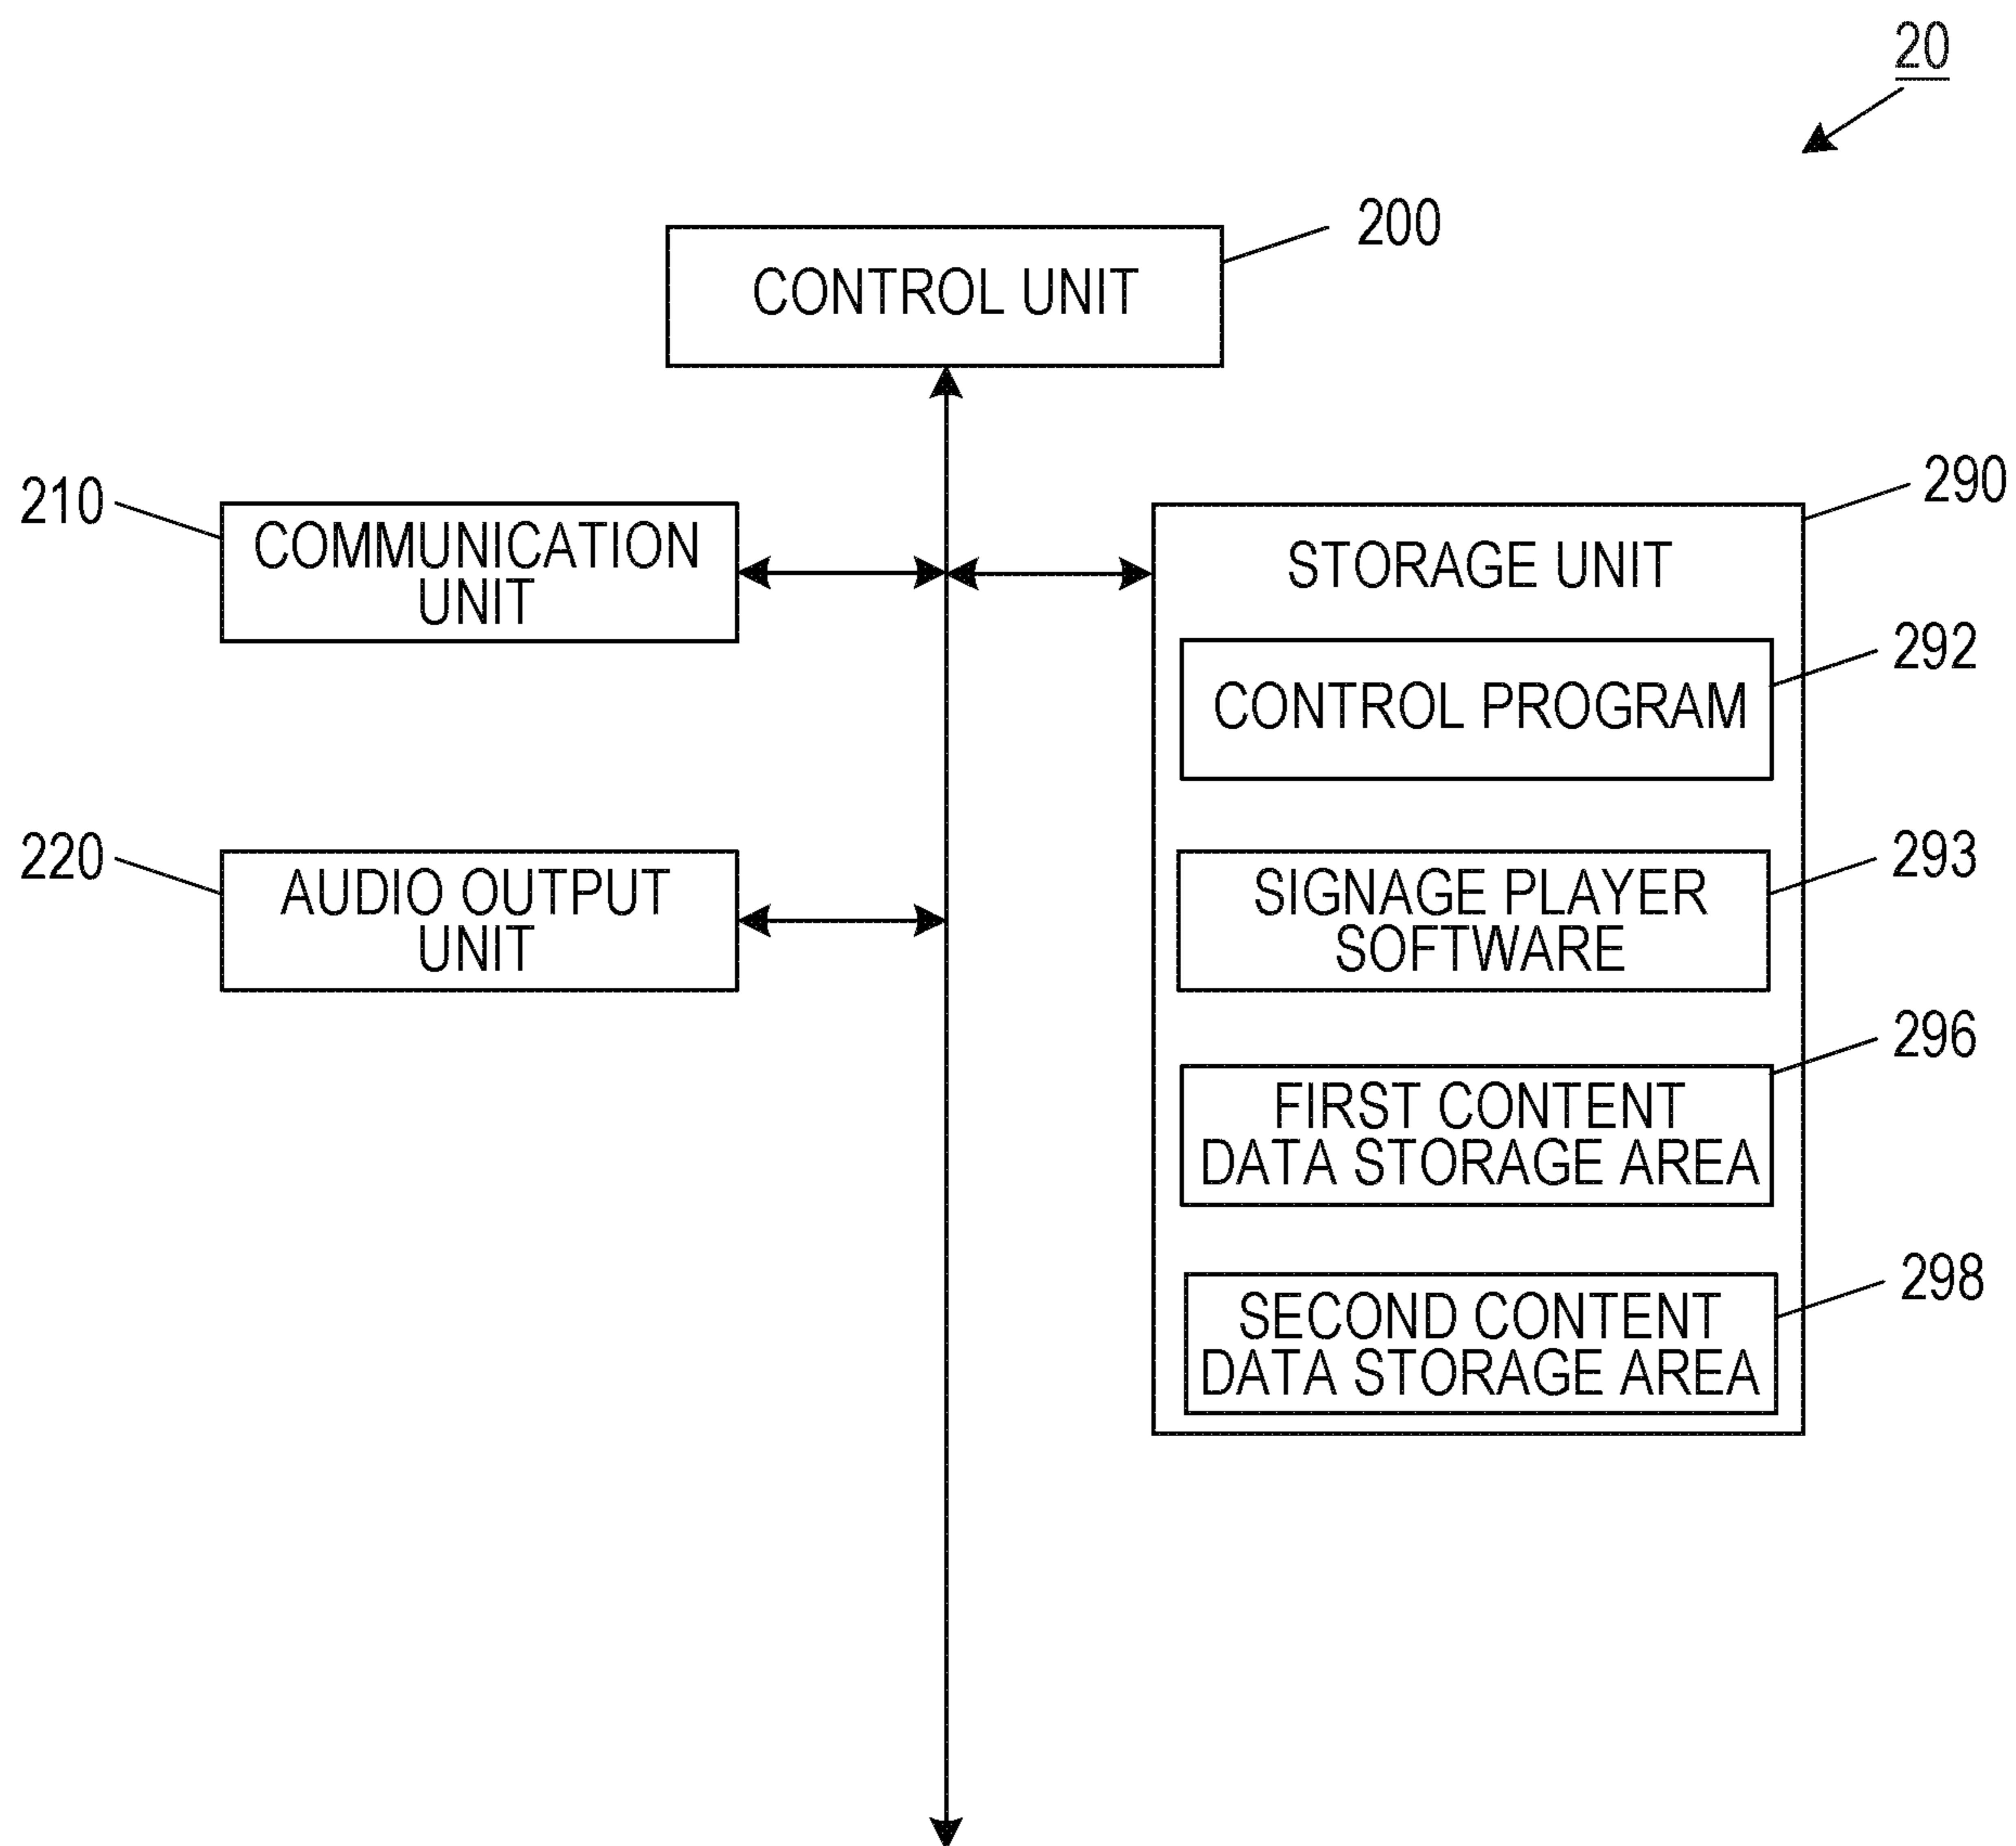 20
200
CONTROL UNIT
210
COMMUNICATION
UNIT
290
STORAGE UNIT
292
CONTROL PROGRAM
220
AUDIO OUTPUT
UNIT
293
SIGNAGE PLAYER
SOFTWARE
296
FIRST CONTENT
DATA STORAGE AREA
298
SECOND CONTENT
DATA STORAGE AREA